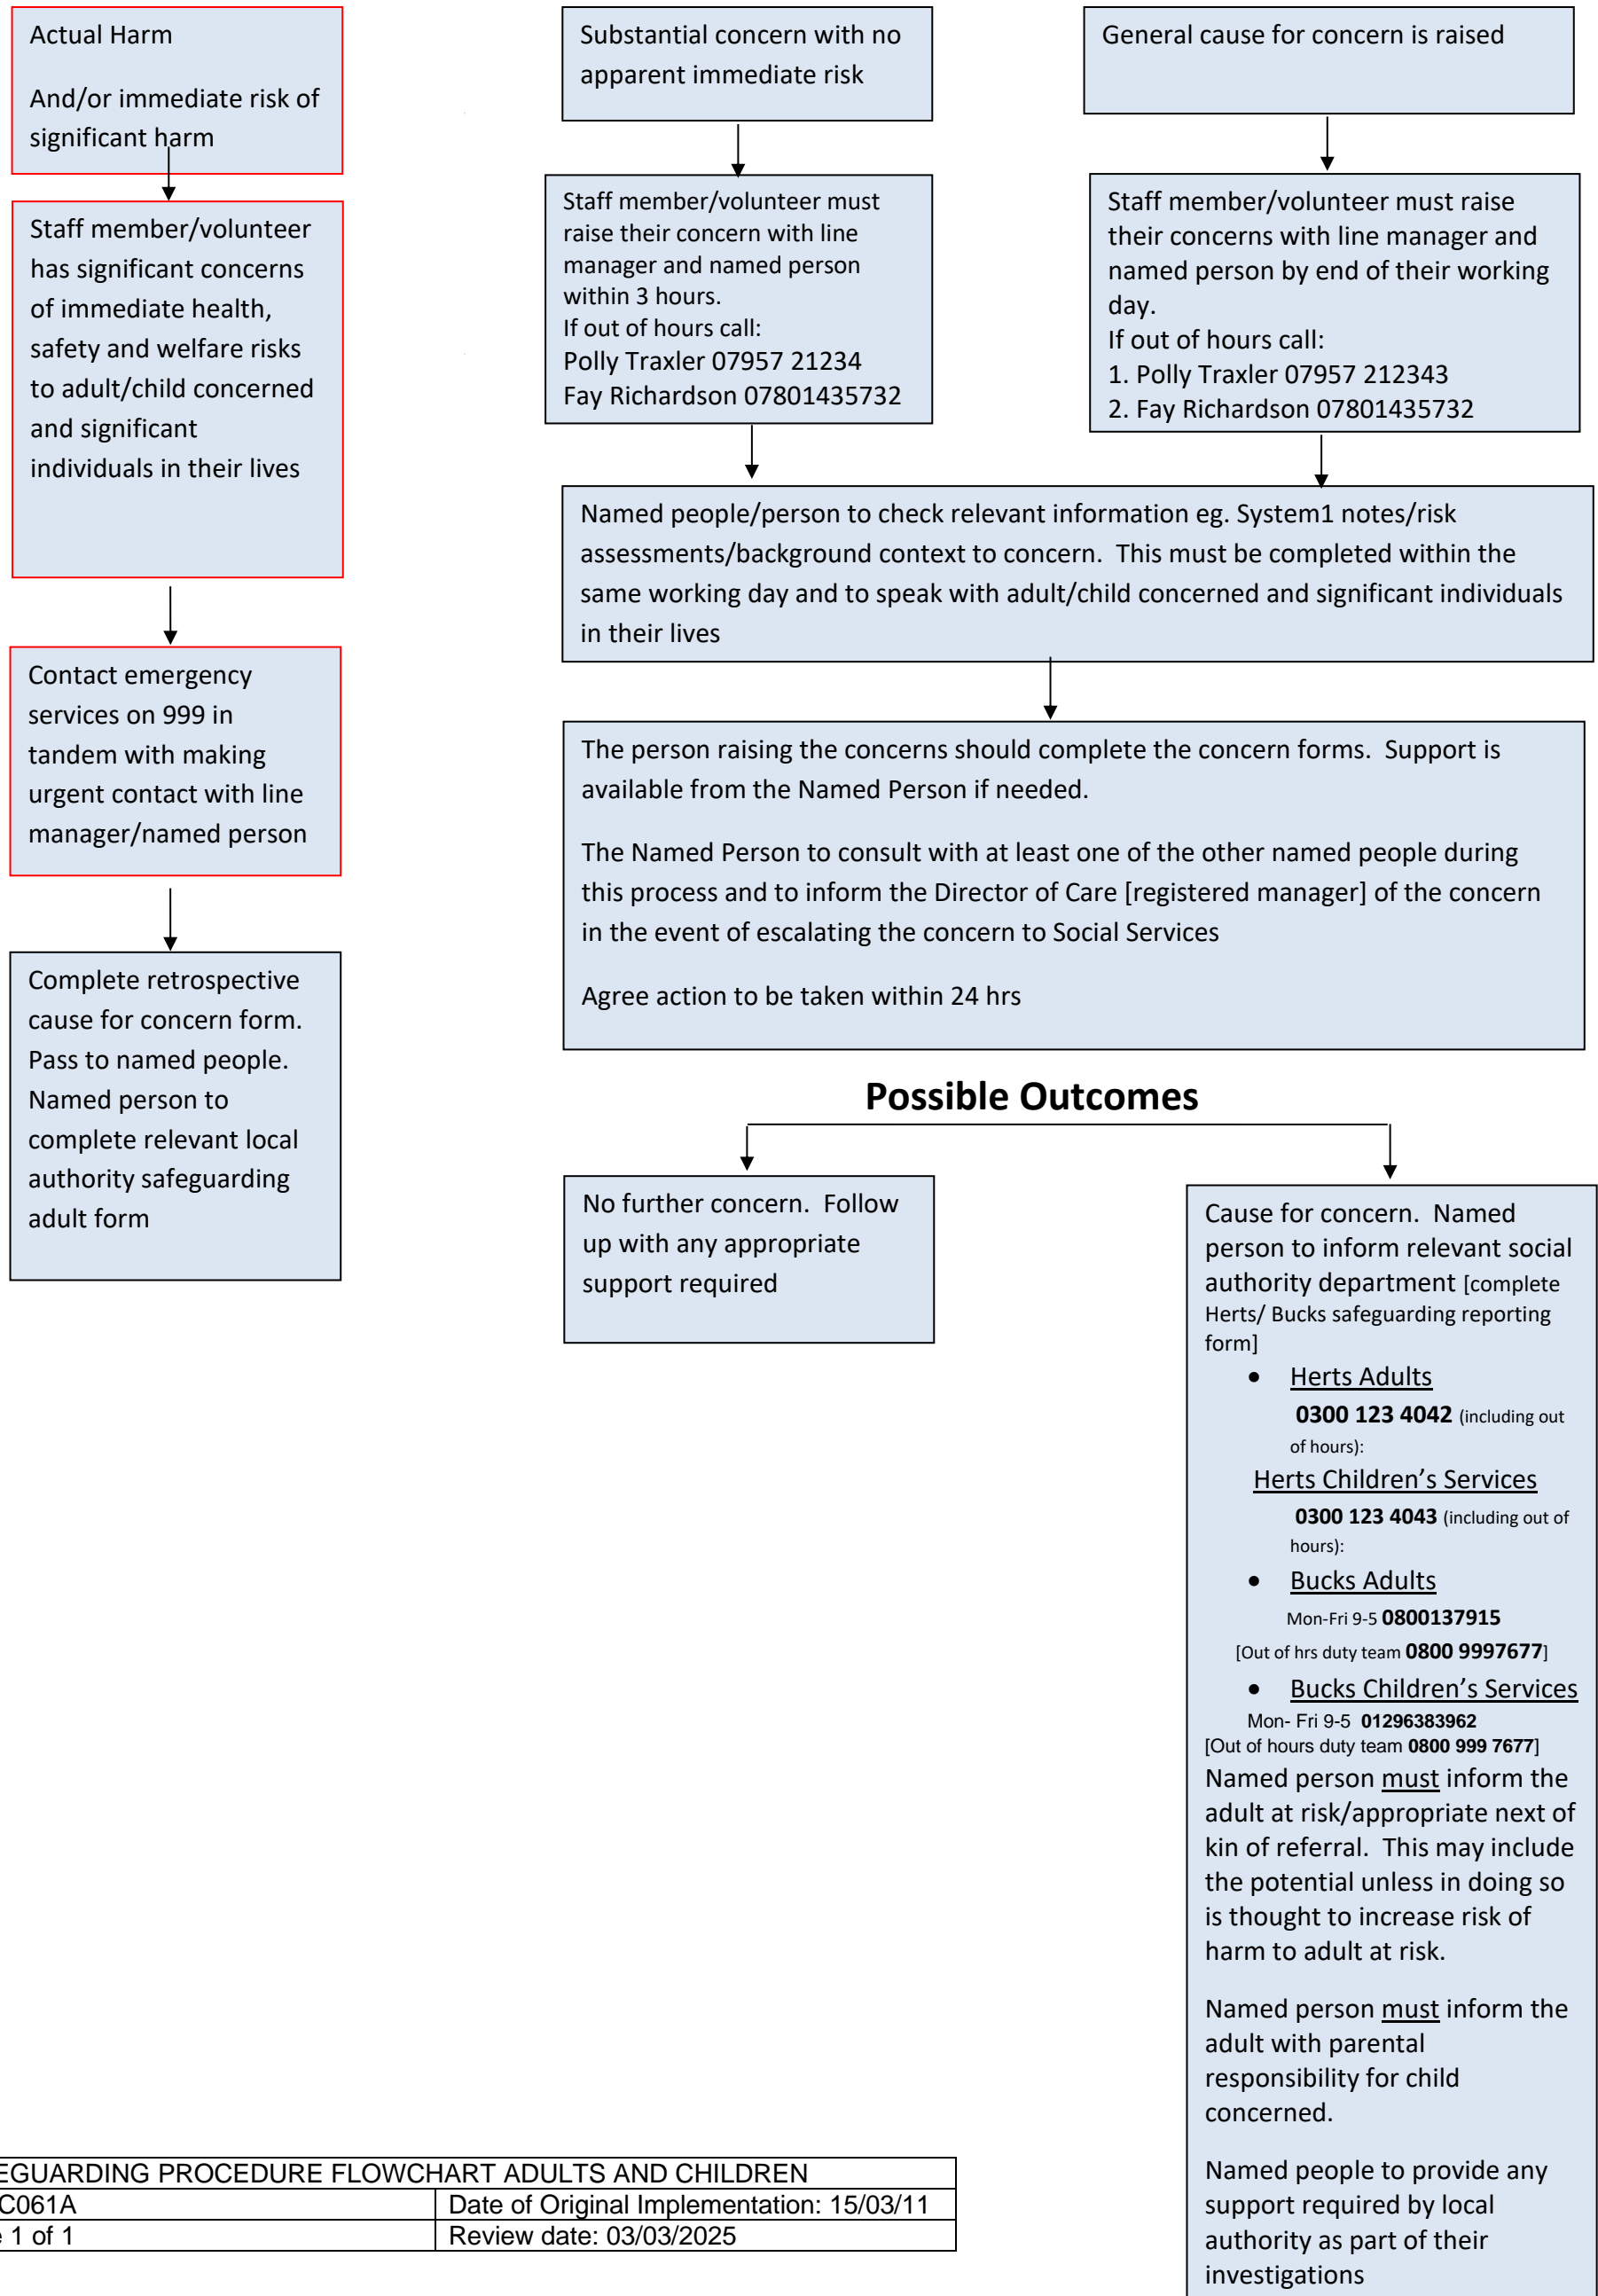 Actual Harm
And/or immediate risk of
significant harm
Staff member/volunteer
has significant concerns
of immediate health,
safety and welfare risks
to adult/child concerned
and significant
individuals in their lives
Contact emergency
services on 999 in
tandem with making
urgent contact with line
manager/named person
Complete retrospective
cause for concern form.
Pass to named people.
Named person to
complete relevant local
authority safeguarding
adult form
Substantial concern with no
apparent immediate risk
Staff member/volunteer must
raise their concern with line
manager and named person
within 3 hours.
If out of hours call:
Polly Traxler 07957 21234
Fay Richardson 07801435732
General cause for concern is raised
Staff member/volunteer must raise
their concerns with line manager and
named person by end of their working
day.
If out of hours call:
1. Polly Traxler 07957 212343
2. Fay Richardson 07801435732
Named people/person to check relevant information eg. System1 notes/risk
assessments/background context to concern. This must be completed within the
same working day and to speak with adult/child concerned and significant individuals
in their lives
The person raising the concerns should complete the concern forms. Support is
available from the Named Person if needed.
The Named Person to consult with at least one of the other named people during
this process and to inform the Director of Care [registered manager] of the concern
in the event of escalating the concern to Social Services
Agree action to be taken within 24 hrs
Possible Outcomes
No further concern. Follow
up with any appropriate
support required
Cause for concern. Named
person to inform relevant social
authority department [complete
Herts/ Bucks safeguarding reporting
form]
• Herts Adults
0300 123 4042 (including out
of hours):
Herts Children’s Services
0300 123 4043 (including out of
hours):
• Bucks Adults
Mon-Fri 9-5 0800137915
[Out of hrs duty team 0800 9997677]
• Bucks Children’s Services
Mon- Fri 9-5 01296383962
[Out of hours duty team 0800 999 7677]
Named person must inform the
adult at risk/appropriate next of
kin of referral. This may include
the potential unless in doing so
is thought to increase risk of
harm to adult at risk.
Named person must inform the
adult with parental
responsibility for child
concerned.
Named people to provide any
support required by local
authority as part of their
investigations
EGUARDING PROCEDURE FLOWCHART ADULTS AND CHILDREN
C061A Date of Original Implementation: 15/03/11
1 of 1 Review date: 03/03/2025